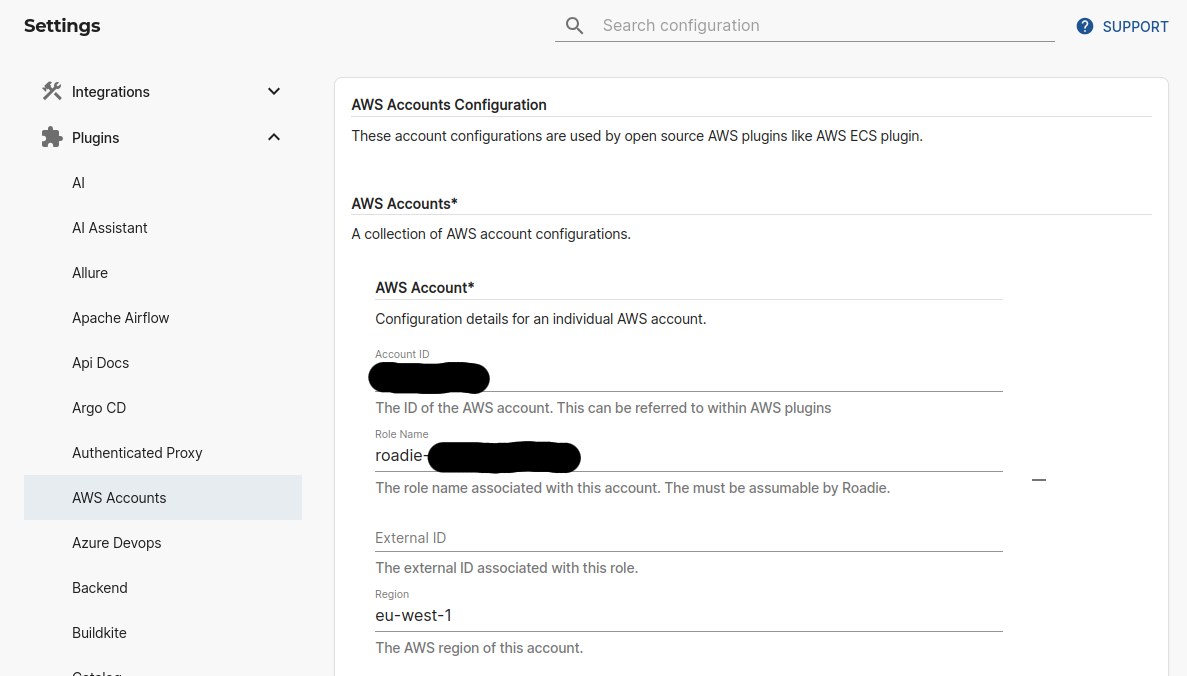 Settings
Search configuration
SUPPORT
Integrations
Plugins
AI
AI Assistant
Allure
Apache Airflow
Api Docs
Argo CD
Authenticated Proxy
AWS Accounts
Azure Devops
Backend
Buildkite
Catalog
AWS Accounts Configuration
These account configurations are used by open source AWS plugins like AWS ECS plugin.
AWS Accounts*
A collection of AWS account configurations.
AWS Account*
Configuration details for an individual AWS account.
Account ID
The ID of the AWS account. This can be referred to within AWS plugins
Role Name
roadie-
The role name associated with this account. The must be assumable by Roadie.
External ID
The external ID associated with this role.
Region
eu-west-1
The AWS region of this account.